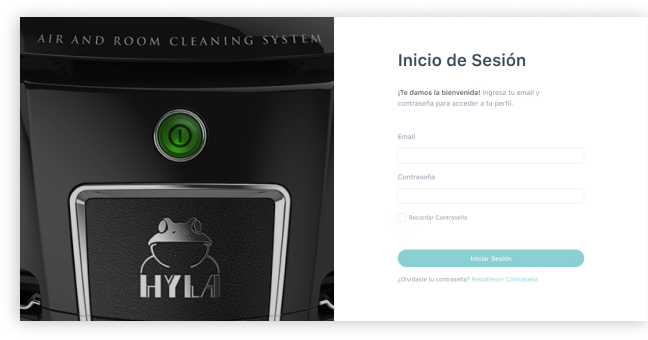 AIR AND ROOM CLEANING SYSTEM
HYLA
Inicio de Sesión
¡Te damos la bienvenida! Ingresa tu email y
contraseña para acceder a tu perfil.
Email
Contraseña
Recordar Contraseña
Iniciar Sesión
¿Olvidaste tu contraseña? Restablecer Contraseña